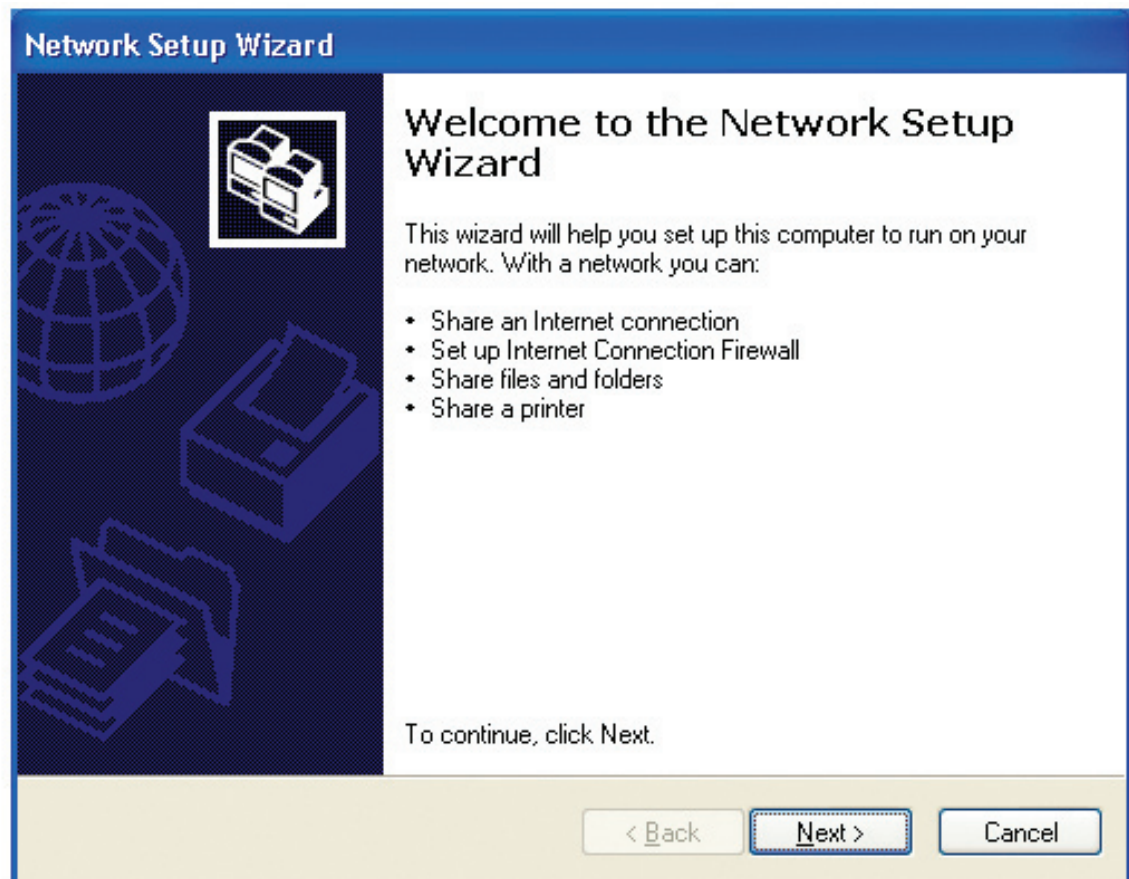 Network Setup Wizard
Welcome to the Network Setup
Wizard
This wizard will help you set up this computer to run on your
network. With a network you can:
• Share an Internet connection
• Set up Internet Connection Firewall
• Share files and folders
• Share a printer
To continue, click Next.
< Back Next > Cancel